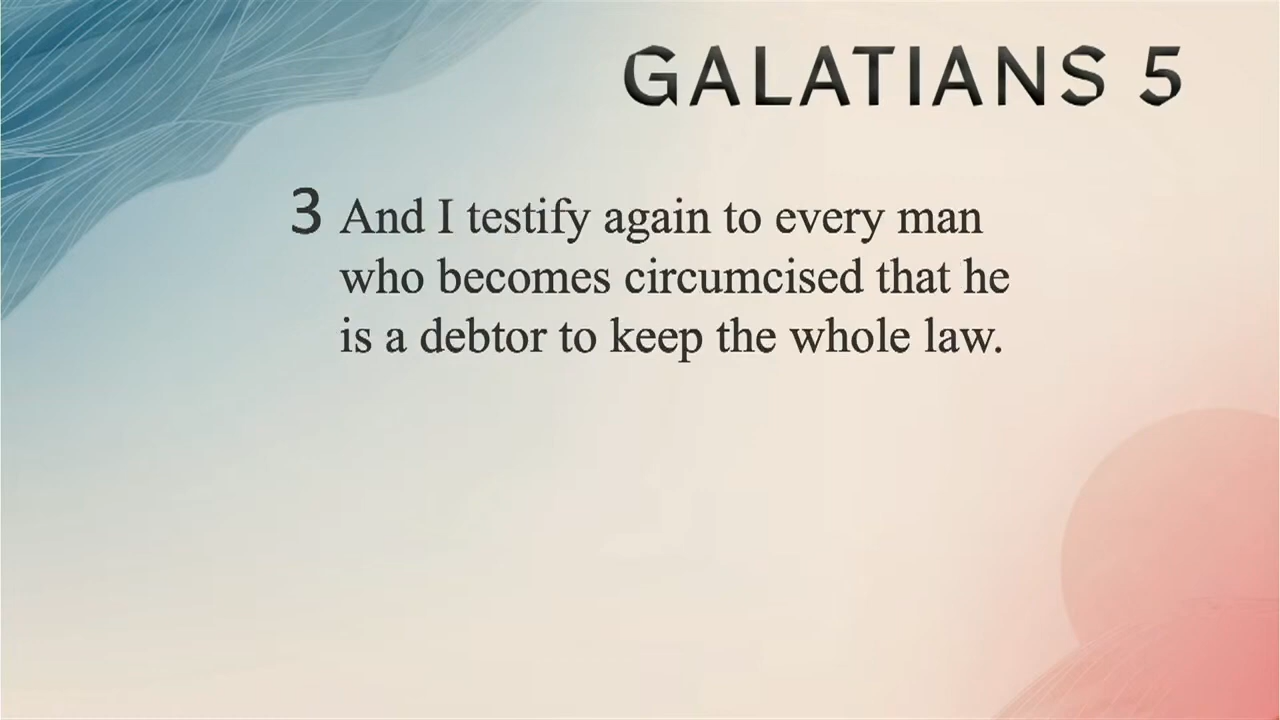 GALATIANS 5
3 And I testify again to every man
who becomes circumcised that he
is a debtor to keep the whole law.